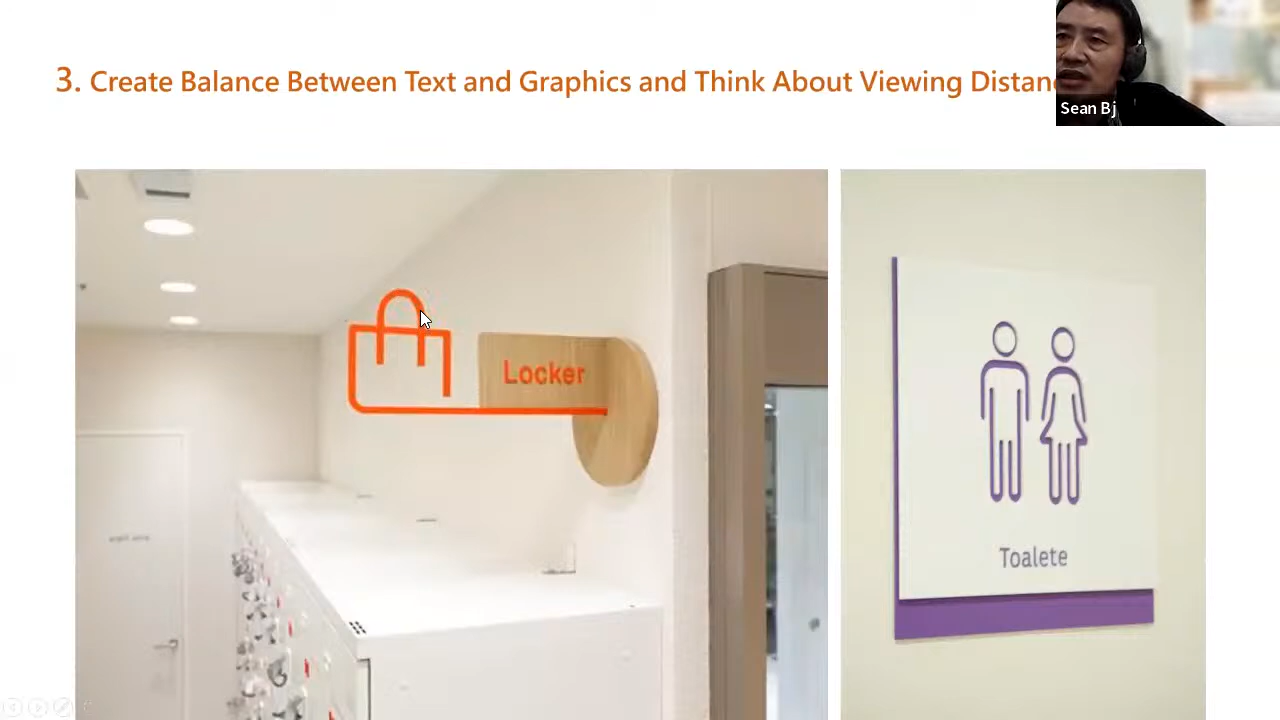 3. Create Balance Between Text and Graphics and Think About Viewing Distan
Sean Bj
Locker
Toalete